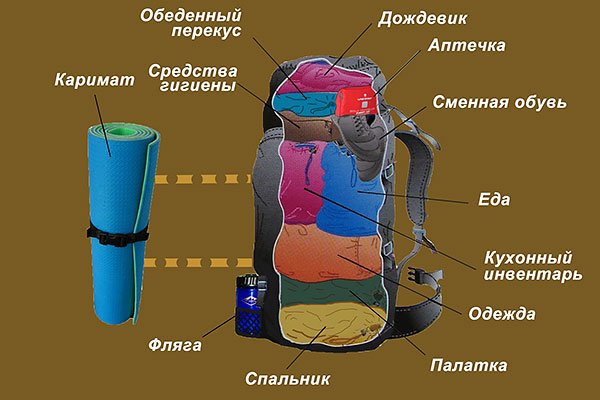 Обеденный
перекус
Дождевик
Аптечка
Каримат
Средства
гигиены
Сменная обувь
Еда
Кухонный
инвентарь
Одежда
Фляга
Палатка
Спальник